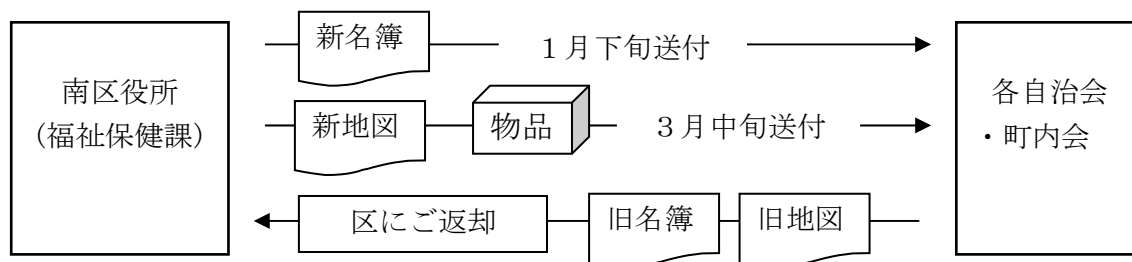 南区役所
(福祉保健課)
新名簿
１月下旬送付
新地図
物品
３月中旬送付
区にご返却
旧名簿
旧地図
各自治会
・町内会